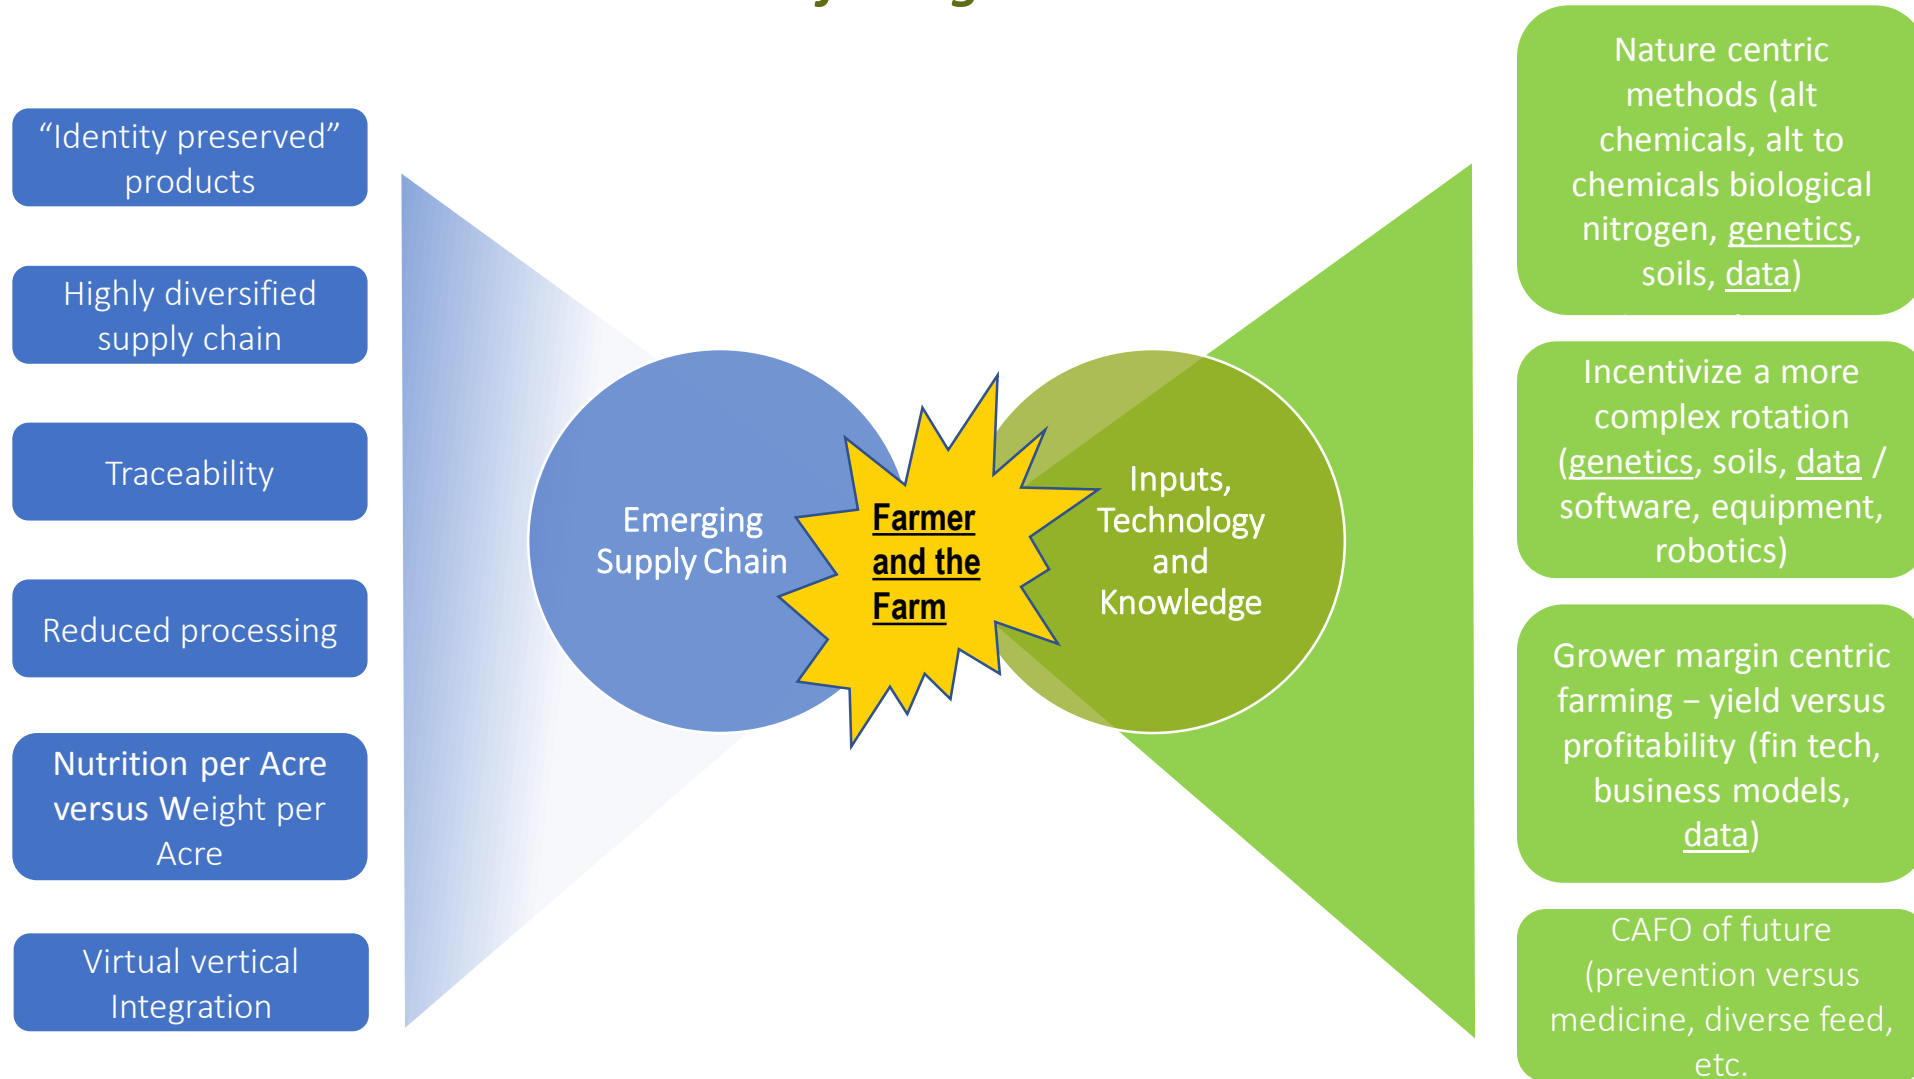 “Identity preserved”
products
Highly diversified
supply chain
Traceability
Reduced processing
Nutrition per Acre
versus Weight per
Acre
Virtual vertical
Integration
Emerging
Supply Chain
Farmer
and the
Farm
Inputs,
Technology
and
Knowledge
Nature centric
methods (alt
chemicals, alt to
chemicals biological
nitrogen, genetics,
soils, data)
Incentivize a more
complex rotation
(genetics, soils, data /
software, equipment,
robotics)
Grower margin centric
farming – yield versus
profitability (fin tech,
business models,
data)
CAFO of future
(prevention versus
medicine, diverse feed,
etc.